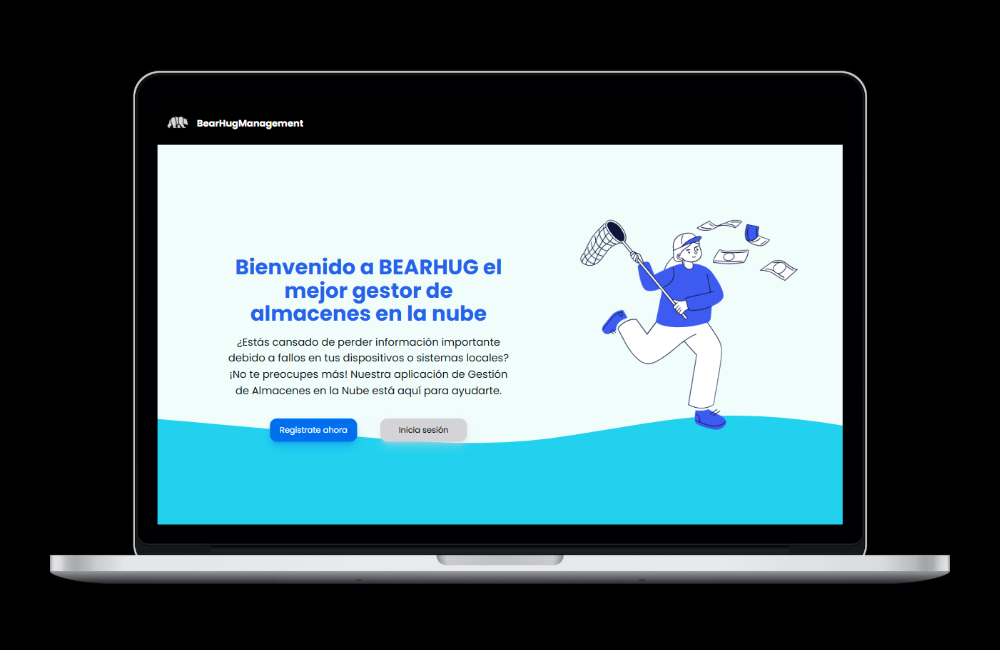 BearHugManagement
Bienvenido a BEARHUG el
mejor gestor de
almacenes en la nube
¿Estás cansado de perder información importante
debido a fallos en tus dispositivos o sistemas locales?
¡No te preocupes más! Nuestra aplicación de Gestión
de Almacenes en la Nube está aquí para ayudarte.
Registrate ahora
Inicia sesión